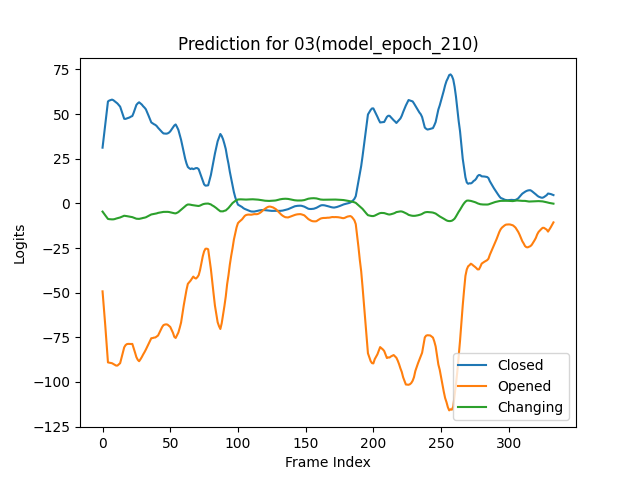 Prediction for 03(model_epoch_210)
75
50
25
0
−25
−50
−75
−100
−125
Logits
0
50
100
150
200
250
300
Frame Index
Closed
Opened
Changing